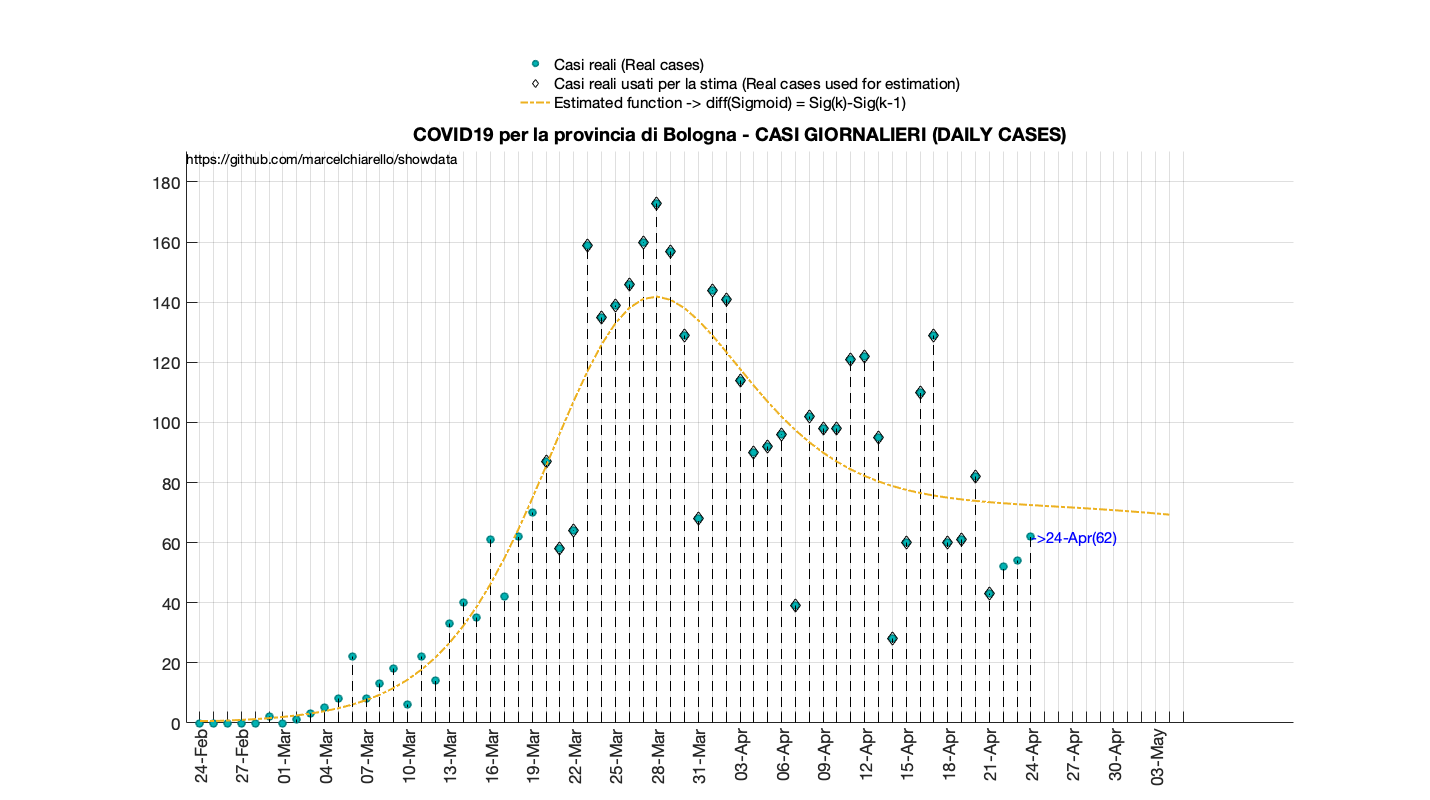 Casi reali (Real cases)
Casi reali usati per la stima (Real cases used for estimation)
Estimated function -> diff(Sigmoid) = Sig(k)-Sig(k-1)
COVID19 per la provincia di Bologna - CASI GIORNALIERI (DAILY CASES)
https://github.com/marcelchiarello/showdata
180
160
140
120
100
80
60
40
20
0
->24-Apr(62)
24-Feb
27-Feb
01-Mar
04-Mar
07-Mar
10-Mar
13-Mar
16-Mar
19-Mar
22-Mar
25-Mar
28-Mar
31-Mar
03-Apr
06-Apr
09-Apr
12-Apr
15-Apr
18-Apr
21-Apr
24-Apr
27-Apr
30-Apr
03-May